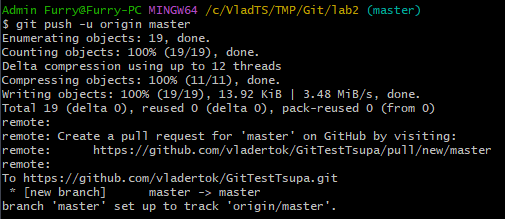 Admin Furry@Furry-PC MINGW64 /c/VladTS/TMP/Git/lab2 (master)
$ git push -u origin master
Enumerating objects: 19, done.
Counting objects: 100% (19/19), done.
Delta compression using up to 12 threads
Compressing objects: 100% (11/11), done.
Writing objects: 100% (19/19), 13.92 KiB | 3.48 MiB/s, done.
Total 19 (delta 0), reused 0 (delta 0), pack-reused 0 (from 0)
remote:
remote: Create a pull request for 'master' on GitHub by visiting:
remote:      https://github.com/vladertok/GitTestTsupa/pull/new/master
remote:
To https://github.com/vladertok/GitTestTsupa.git
 * [new branch]      master -> master
branch 'master' set up to track 'origin/master'.